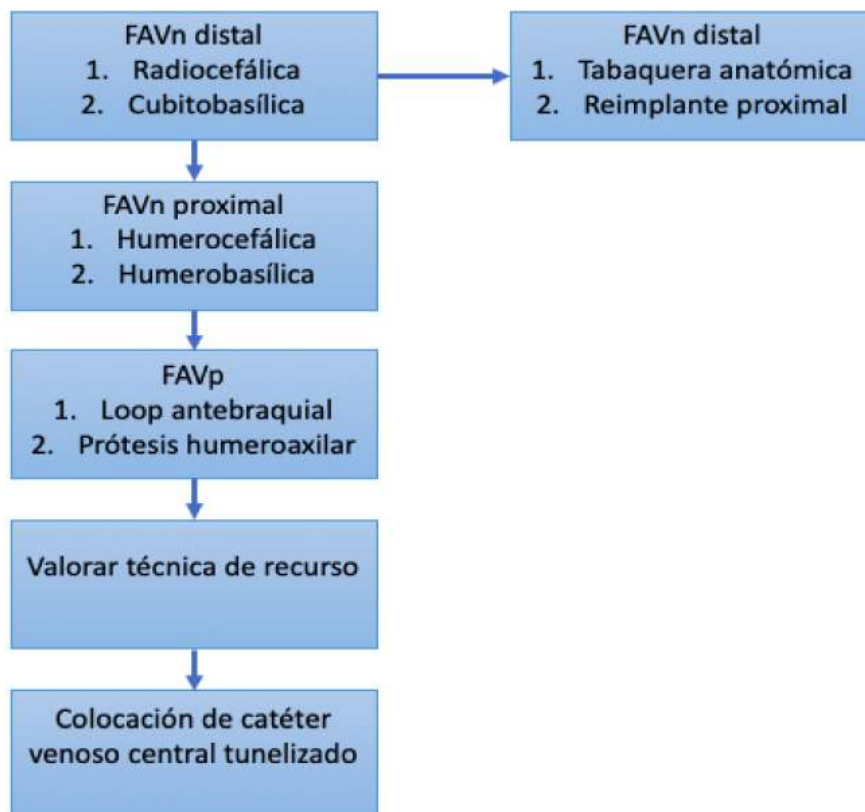 FAVn distal
1. Radiocefálica
2. Cubitobasílica
FAVn distal
1. Tabaquera anatómica
2. Reimplante proximal
FAVn proximal
1. Humerocefálica
2. Humerobasílica
FAVp
1. Loop antebraquial
2. Prótesis humeroaxilar
Valorar técnica de recurso
Colocación de catéter
venoso central tunelizado